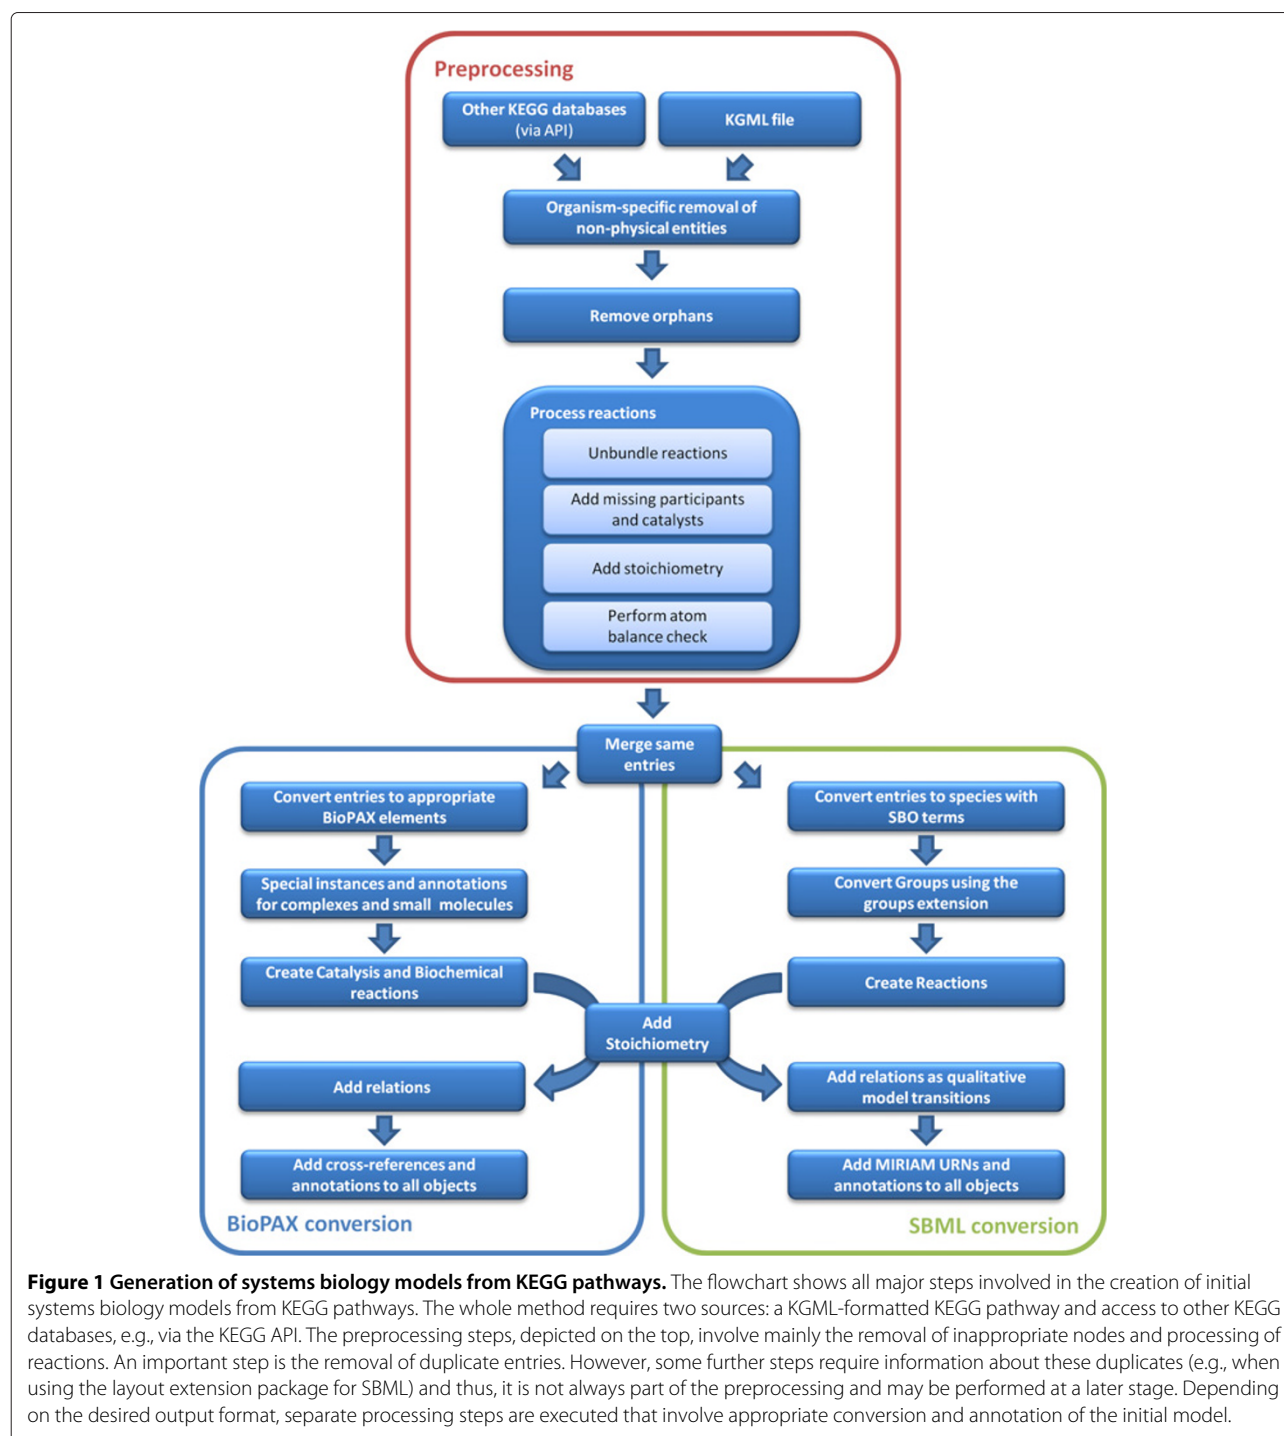 Preprocessing
Other KEGG databases
(via API)
KGML file
Organism-specific removal of
non-physical entities
Remove orphans
Process reactions
Unbundle reactions
Add missing participants
and catalysts
Add stoichiometry
Perform atom
balance check
Merge same
entries
Convert entries to appropriate
BioPAX elements
Special instances and annotations
for complexes and small molecules
Create Catalysis and Biochemical
reactions
Convert entries to species with
SBO terms
Convert Groups using the
groups extension
Create Reactions
Add
Stoichiometry
Add relations
Add cross-references and
annotations to all objects
BioPAX conversion
Add relations as qualitative
model transitions
Add MIRIAM URNs and
annotations to all objects
SBML conversion
Figure 1 Generation of systems biology models from KEGG pathways. The flowchart shows all major steps involved in the creation of initial
systems biology models from KEGG pathways. The whole method requires two sources: a KGML-formatted KEGG pathway and access to other KEGG
databases, e.g., via the KEGG API. The preprocessing steps, depicted on the top, involve mainly the removal of inappropriate nodes and processing of
reactions. An important step is the removal of duplicate entries. However, some further steps require information about these duplicates (e.g., when
using the layout extension package for SBML) and thus, it is not always part of the preprocessing and may be performed at a later stage. Depending
on the desired output format, separate processing steps are executed that involve appropriate conversion and annotation of the initial model.